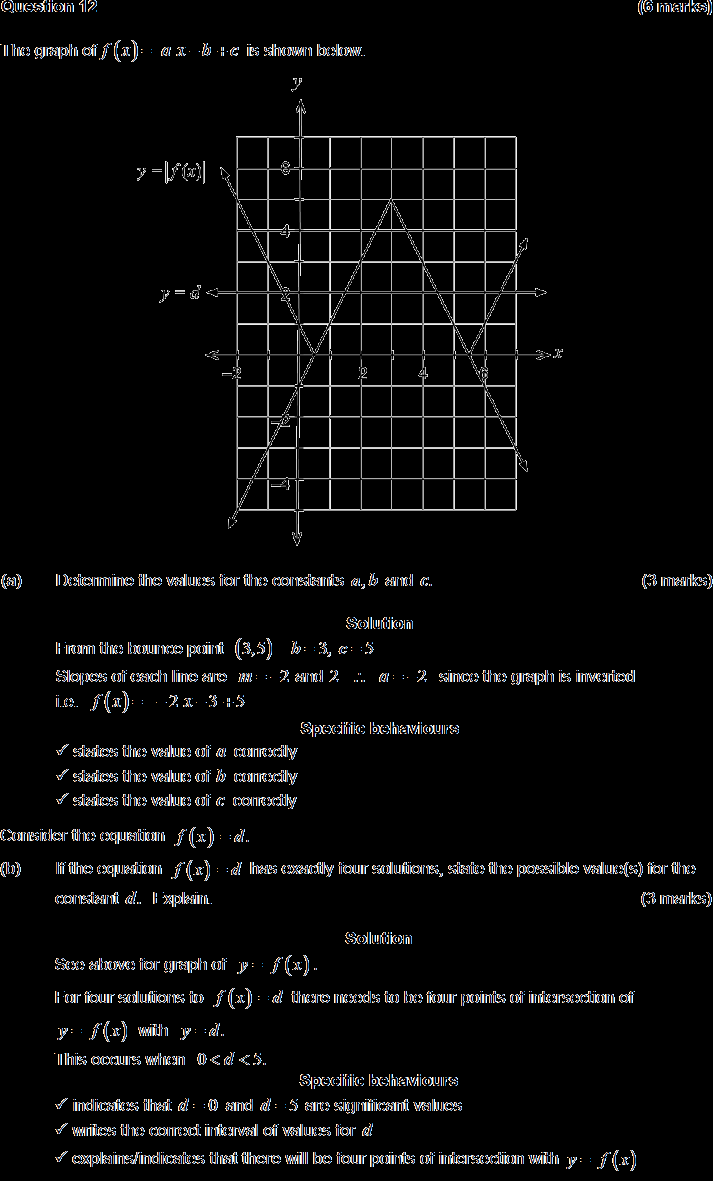 Question 12 (6 marks)
The graph of f(x) = a x − b + c is shown below.
y
y = |f(x)|
6
4
y = d
2
−2 2 4 6 x
−2
−4
(a) Determine the values for the constants a, b and c. (3 marks)
Solution
From the bounce point (3,5) b = 3, c = 5
Slopes of each line are m = −2 and 2 ∴ a = −2 since the graph is inverted
i.e. f(x) = −2 x − 3 + 5
Specific behaviours
✓ states the value of a correctly
✓ states the value of b correctly
✓ states the value of c correctly
Consider the equation f(x) = d.
(b) If the equation f(x) = d has exactly four solutions, state the possible value(s) for the
constant d. Explain. (3 marks)
Solution
See above for graph of y = f(x).
For four solutions to f(x) = d there needs to be four points of intersection of
y = f(x) with y = d.
This occurs when 0 < d < 5.
Specific behaviours
✓ indicates that d = 0 and d = 5 are significant values
✓ writes the correct interval of values for d
✓ explains/indicates that there will be four points of intersection with y = f(x)